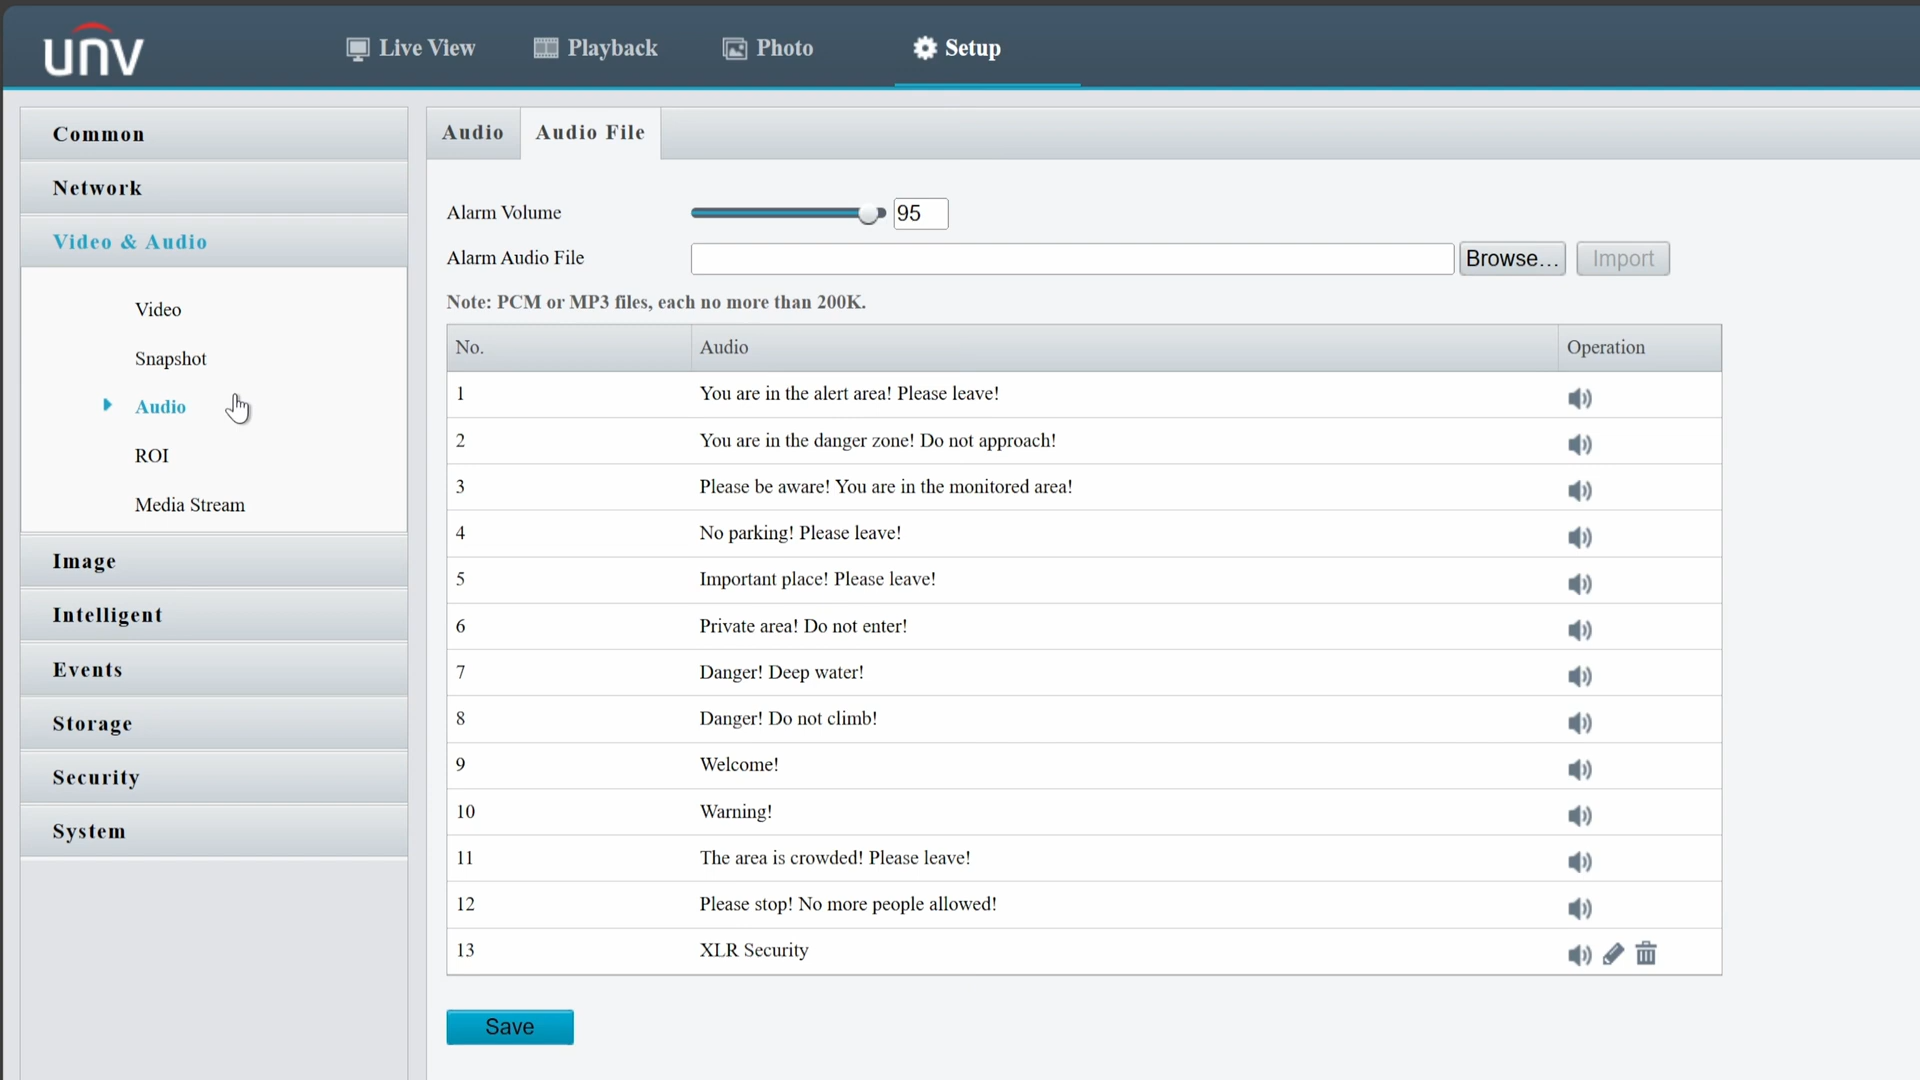 unv
Live View
Playback
Photo
Setup
Common
Network
Video & Audio
Video
Snapshot
Audio
ROI
Media Stream
Image
Intelligent
Events
Storage
Security
System
Audio
Audio File
Alarm Volume
95
Alarm Audio File
Browse...
Import
Note: PCM or MP3 files, each no more than 200K.
No. Audio Operation
1 You are in the alert area! Please leave!
2 You are in the danger zone! Do not approach!
3 Please be aware! You are in the monitored area!
4 No parking! Please leave!
5 Important place! Please leave!
6 Private area! Do not enter!
7 Danger! Deep water!
8 Danger! Do not climb!
9 Welcome!
10 Warning!
11 The area is crowded! Please leave!
12 Please stop! No more people allowed!
13 XLR Security
Save